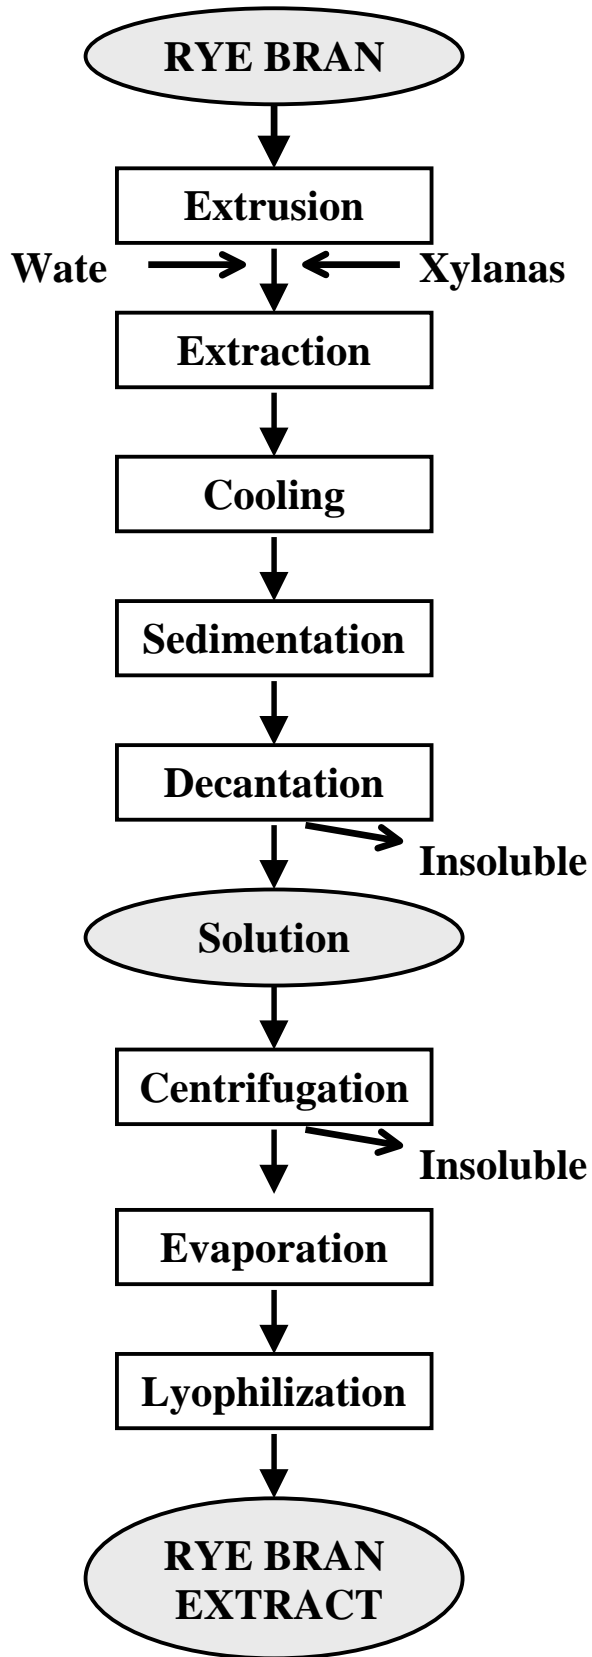 RYE BRAN
Extrusion
Wate
Xylanas
Extraction
Cooling
Sedimentation
Decantation
Insoluble
Solution
Centrifugation
Insoluble
Evaporation
Lyophilization
RYE BRAN
EXTRACT